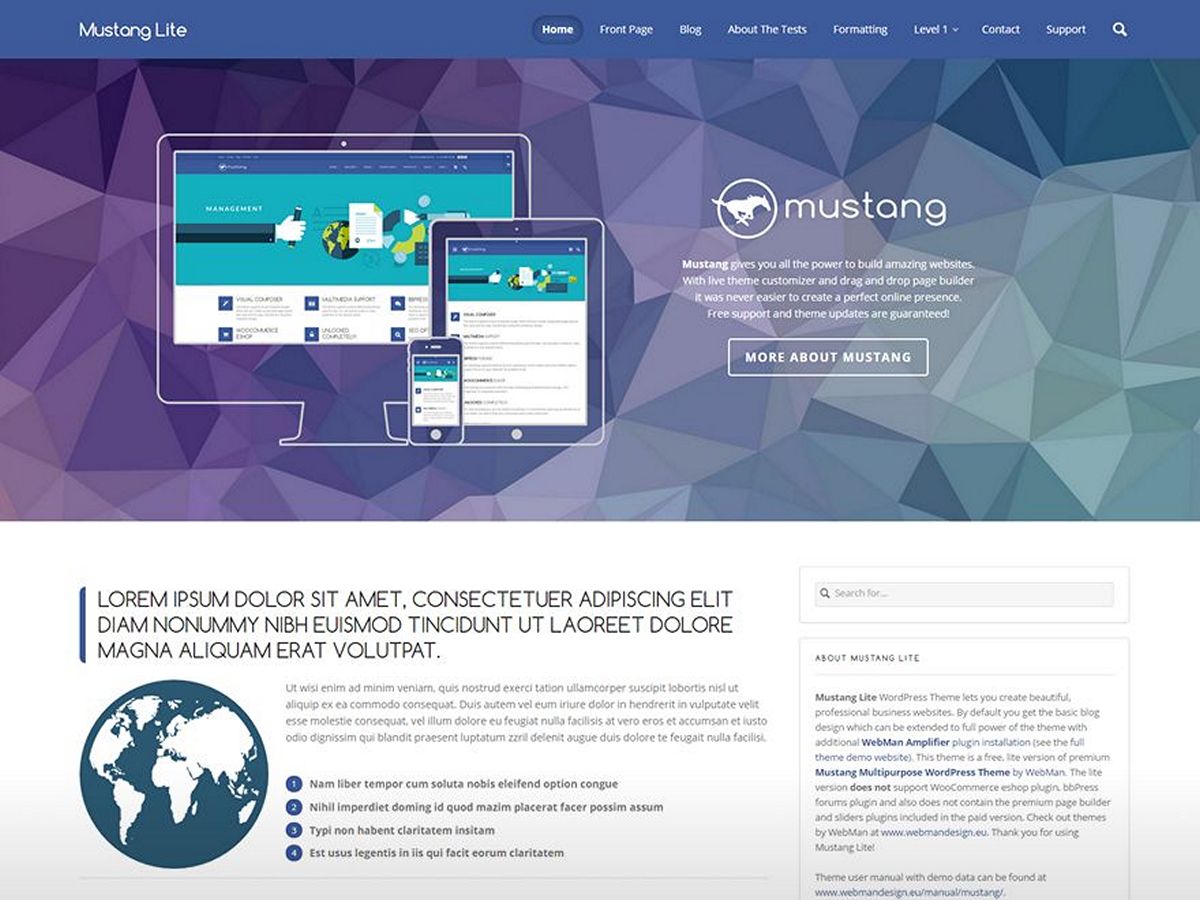 Mustang Lite
Home
Front Page
Blog
About The Tests
Formatting
Level 1
Contact
Support
mustang
MANAGEMENT
VISUAL COMPOSER
MULTIMEDIA SUPPORT
WOOCOMMERCE
ESHOP
UNLOCKED
COMPLETELY!
mustang
VISUAL COMPOSER
MULTIMEDIA SUPPORT
mustang
Mustang gives you all the power to build amazing websites.
With live theme customizer and drag and drop page builder
it was never easier to create a perfect online presence.
Free support and theme updates are guaranteed!
MORE ABOUT MUSTANG
LOREM IPSUM DOLOR SIT AMET, CONSECTETUER ADIPISCING ELIT
DIAM NONUMMY NIBH EUISMOD TINCIDUNT UT LAOREET DOLORE
MAGNA ALIQUAM ERAT VOLUTPAT.
Ut wisi enim ad minim veniam, quis nostrud exerci tation ullamcorper suscipit lobortis nisl ut
aliquip ex ea commodo consequat. Duis autem vel eum iriure dolor in hendrerit in vulputate velit
esse molestie consequat, vel illum dolore eu feugiat nulla facilisis at vero eros et accumsan et iusto
odio dignissim qui blandit praesent luptatum zzril delenit augue duis dolore te feugait nulla facilisi.
1 Nam liber tempor cum soluta nobis eleifend option congue
2 Nihil imperdiet doming id quod mazim placerat facer possim assum
3 Typi non habent claritatem insitam
4 Est usus legentis in iis qui facit eorum claritatem
Search for...
ABOUT MUSTANG LITE
Mustang Lite WordPress Theme lets you create beautiful,
professional business websites. By default you get the basic blog
design which can be extended to full power of the theme with
additional WebMan Amplifier plugin installation (see the full
theme demo website). This theme is a free, lite version of premium
Mustang Multipurpose WordPress Theme by WebMan. The lite
version does not support WooCommerce eshop plugin, bbPress
forums plugin and also does not contain the premium page builder
and sliders plugins included in the paid version. Check out themes
by WebMan at www.webmandesign.eu. Thank you for using
Mustang Lite!
Theme user manual with demo data can be found at
www.webmandesign.eu/manual/mustang/.